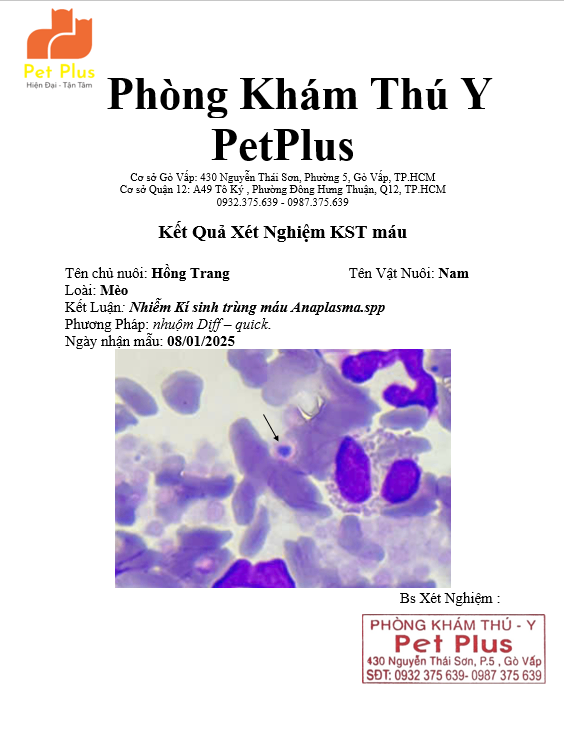 Pet Plus
Hiện Đại - Tận Tâm
Phòng Khám Thú Y
PetPlus
Cơ sở Gò Vấp: 430 Nguyễn Thái Sơn, Phường 5, Gò Vấp, TP.HCM
Cơ sở Quận 12: A49 Tô Ký , Phường Đông Hưng Thuận, Q12, TP.HCM
0932.375.639 - 0987.375.639
Kết Quả Xét Nghiệm KST máu
Tên chủ nuôi: Hồng Trang Tên Vật Nuôi: Nam
Loài: Mèo
Kết Luận: Nhiễm Kí sinh trùng máu Anaplasma.spp
Phương Pháp: nhuộm Diff – quick.
Ngày nhận mẫu: 08/01/2025
Bs Xét Nghiệm :
PHÒNG KHÁM THÚ - Y
Pet Plus
430 Nguyễn Thái Sơn, P.5 , Gò Vấp
SĐT: 0932 375 639- 0987 375 639